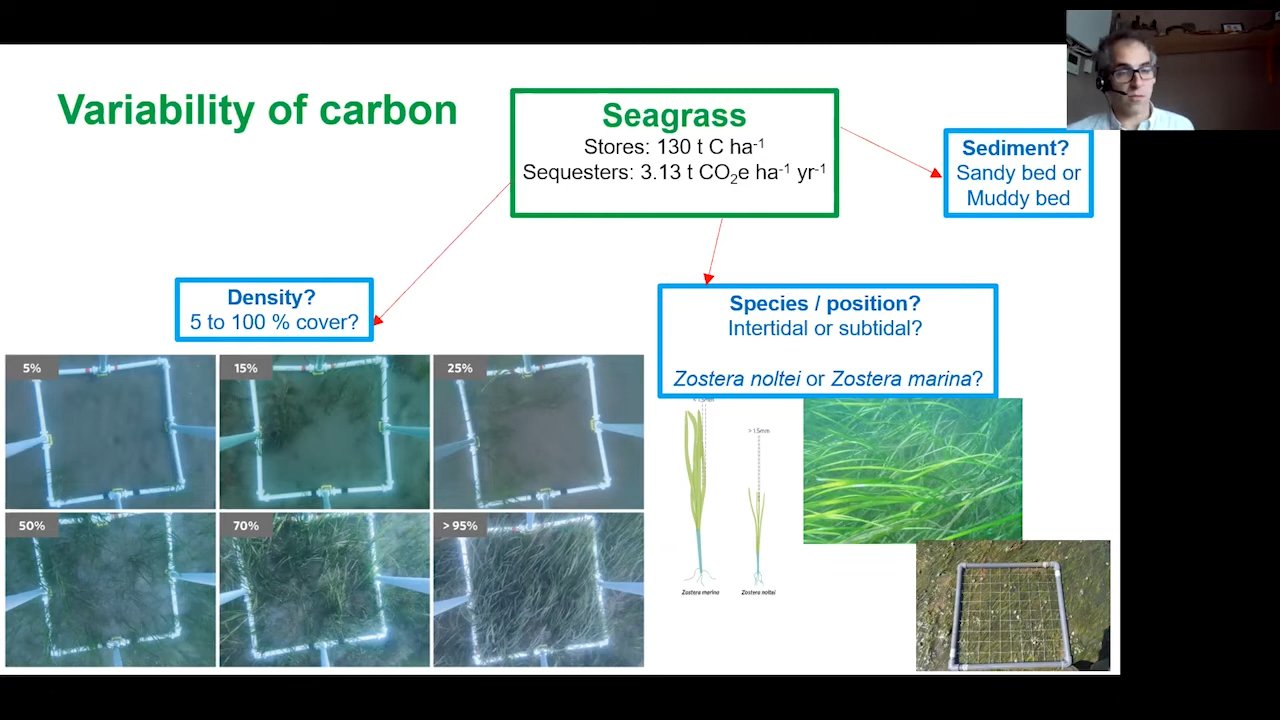 Variability of carbon
Seagrass
Stores: 130 t C ha-1
Sequesters: 3.13 t CO2e ha-1 yr-1
Sediment?
Sandy bed or
Muddy bed
Density?
5 to 100 % cover?
Species / position?
Intertidal or subtidal?
Zostera noltei or Zostera marina?
5%
15%
25%
50%
70%
> 95%
> 1.5mm
Zostera marina
Zostera noltei